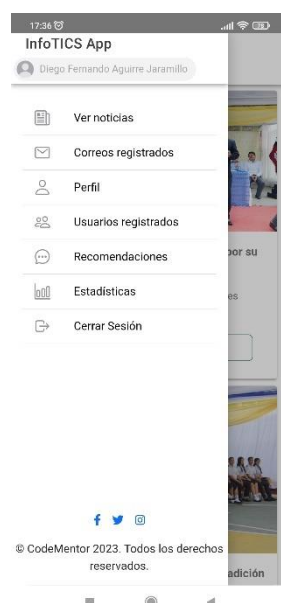 17:36
InfoTICS App
Diego Fernando Aguirre Jaramillo
Ver noticias
Correos registrados
Perfil
Usuarios registrados
Recomendaciones
Estadísticas
Cerrar Sesión
por su
es
© CodeMentor 2023. Todos los derechos
reservados.
adición